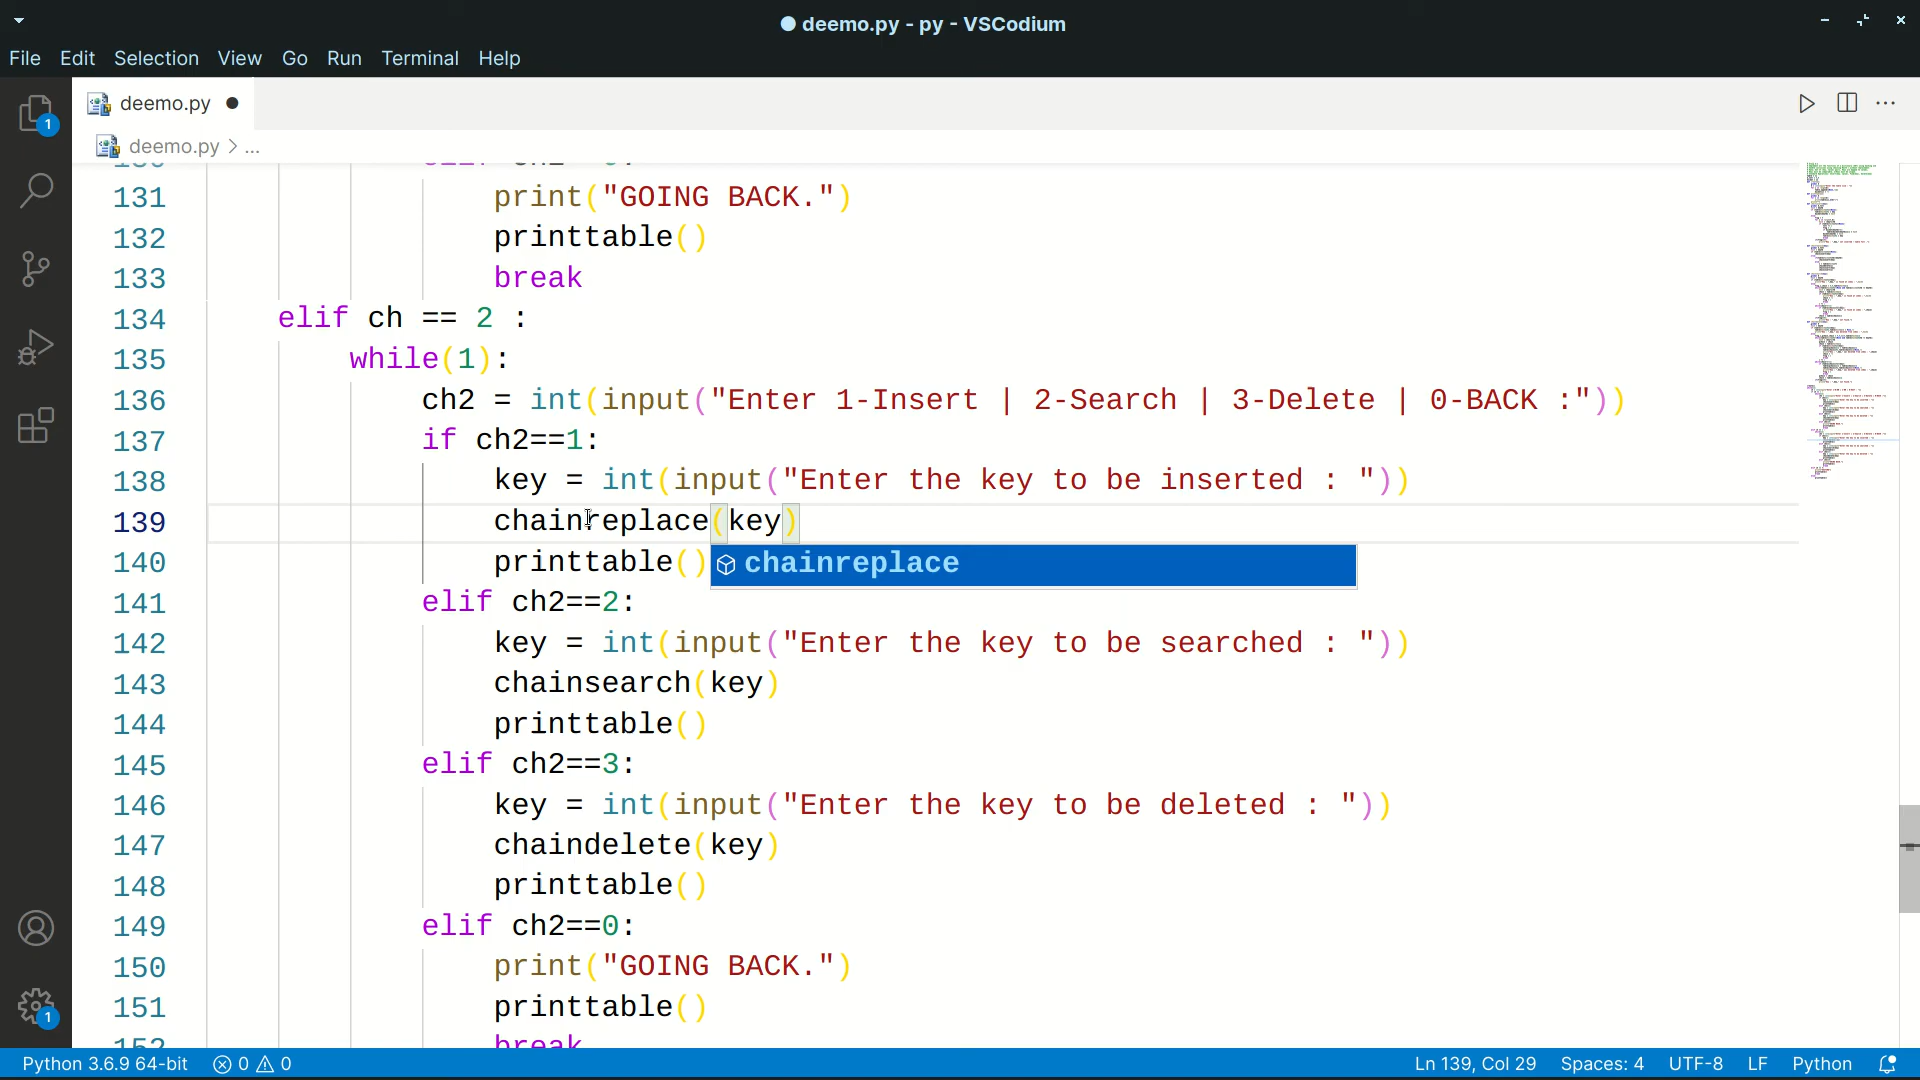 deemo.py - py - VSCodium
File Edit Selection View Go Run Terminal Help
deemo.py
deemo.py > ...
131 print("GOING BACK.")
132 printtable()
133 break
134 elif ch == 2 :
135 while(1):
136 ch2 = int(input("Enter 1-Insert | 2-Search | 3-Delete | 0-BACK :"))
137 if ch2==1:
138 key = int(input("Enter the key to be inserted : "))
139 chainreplace(key)
140 printtable()
chainreplace
141 elif ch2==2:
142 key = int(input("Enter the key to be searched : "))
143 chainsearch(key)
144 printtable()
145 elif ch2==3:
146 key = int(input("Enter the key to be deleted : "))
147 chaindelete(key)
148 printtable()
149 elif ch2==0:
150 print("GOING BACK.")
151 printtable()
152 break
1
1
Python 3.6.9 64-bit 0 0 Ln 139, Col 29 Spaces: 4 UTF-8 LF Python